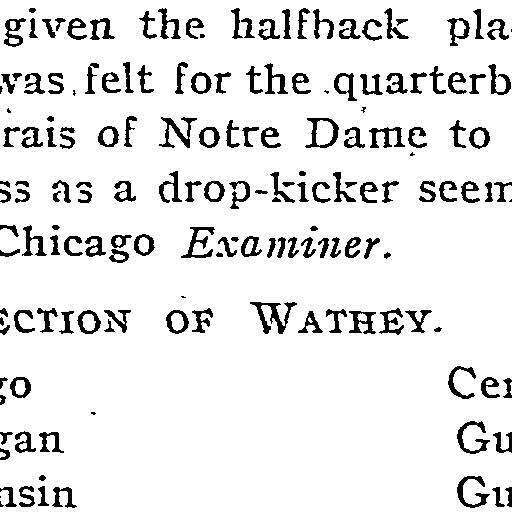 given the halfback pla
was felt for the quarterb
rais of Notre Dame to
ss as a drop-kicker seem
Chicago Examiner.
ECTION OF WATHEY.
go Cen
gan Gu
nsin Gu